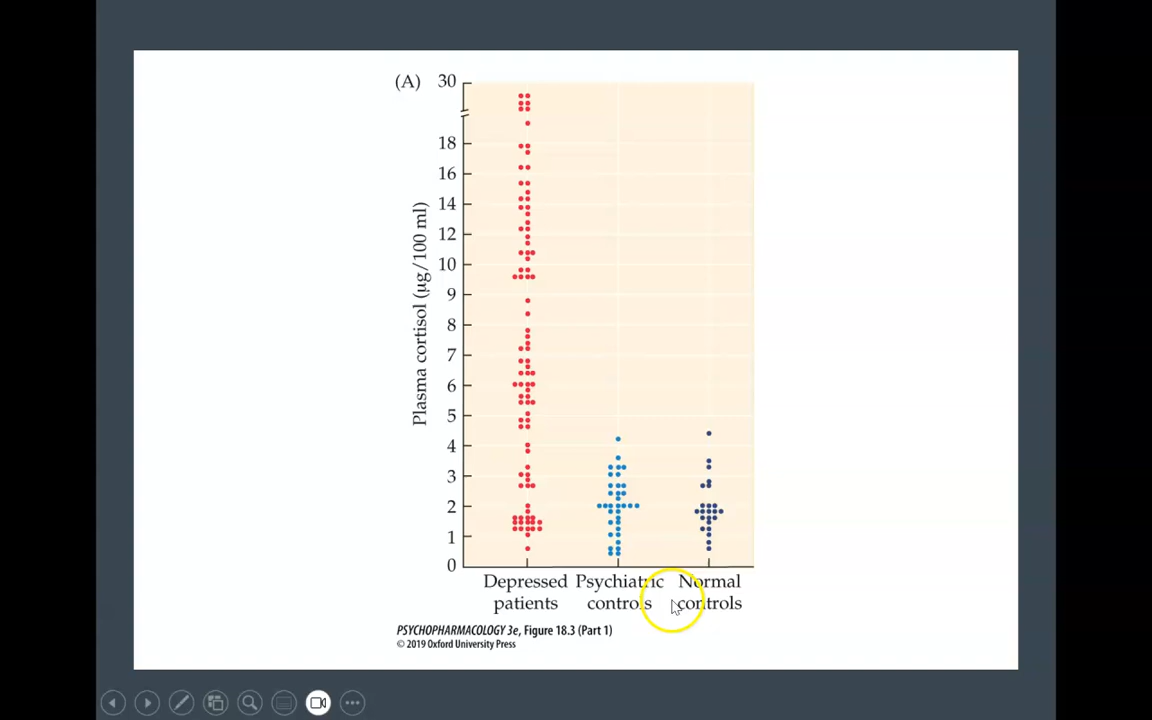 (A)
30
18
16
14
12
10
9
8
7
6
5
4
3
2
1
0
Plasma cortisol (µg/100 ml)
Depressed patients
Psychiatric controls
Normal controls
PSYCHOPHARMACOLOGY 3e, Figure 18.3 (Part 1)
© 2019 Oxford University Press